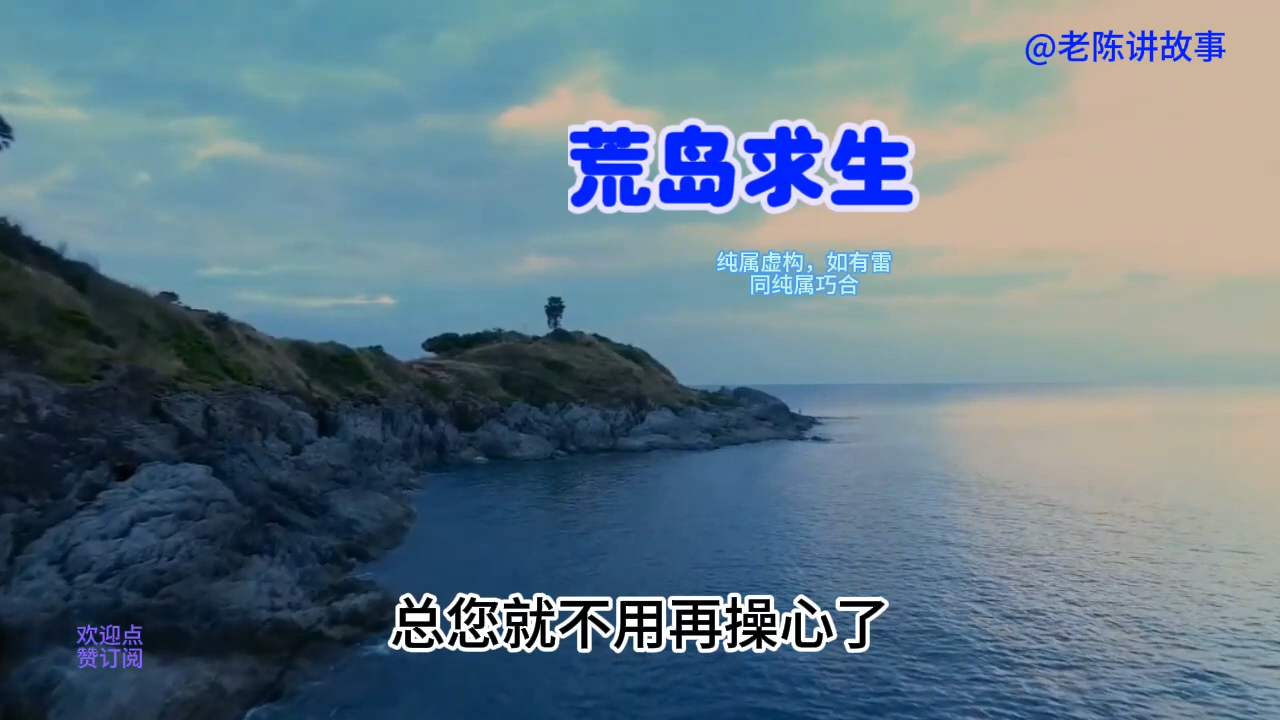 @老陈讲故事
荒岛求生
纯属虚构，如有雷
同纯属巧合
总您就不用再操心了
欢迎点
赞订阅